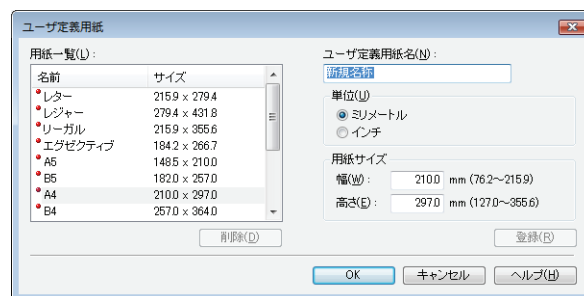 ユーザ定義用紙
用紙一覧(L):
名前 サイズ
レター 215.9 x 279.4
レジャー 279.4 x 431.8
リーガル 215.9 x 355.6
エグゼクティブ 184.2 x 266.7
A5 148.5 x 210.0
B5 182.0 x 257.0
A4 210.0 x 297.0
B4 257.0 x 364.0
削除(D)
ユーザ定義用紙名(N):
新規名称
単位(U)
ミリメートル
インチ
用紙サイズ
幅(W): 210.0 mm (76.2～215.9)
高さ(E): 297.0 mm (127.0～355.6)
登録(R)
OK キャンセル ヘルプ(H)